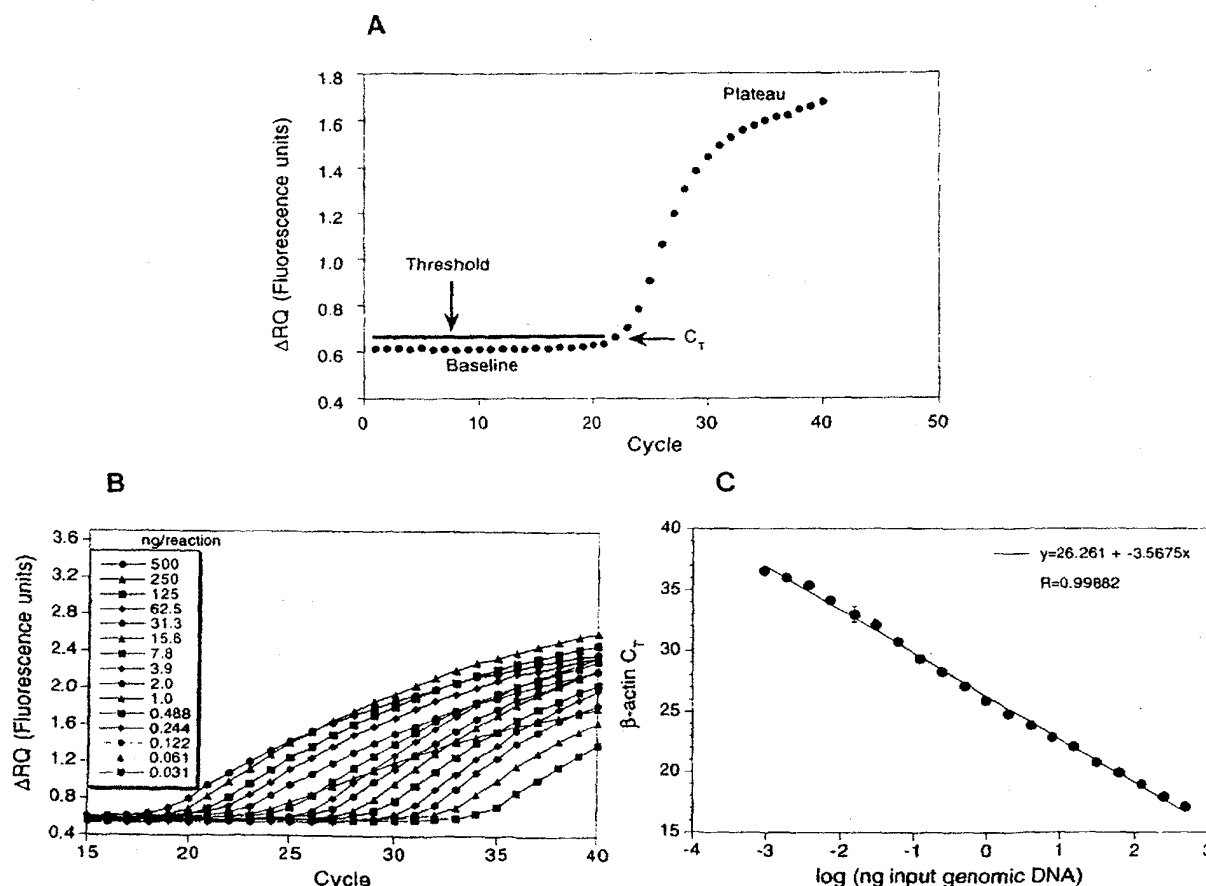 A
ΔRQ (Fluorescence units)
1.8
1.6
1.4
1.2
1.0
0.8
0.6
0.4
Plateau
Threshold
Baseline
C_T
0 10 20 30 40 50
Cycle
B
ΔRQ (Fluorescence units)
3.6
3.2
2.8
2.4
2.0
1.6
1.2
0.8
0.4
ng/reaction
500
250
125
62.5
31.3
15.6
7.8
3.9
2.0
1.0
0.488
0.244
0.122
0.061
0.031
15 20 25 30 35 40
Cycle
C
β-actin C_T
40
35
30
25
20
15
y=26.261 + -3.5675x
R=0.99882
-4 -3 -2 -1 0 1 2 3
log (ng input genomic DNA)